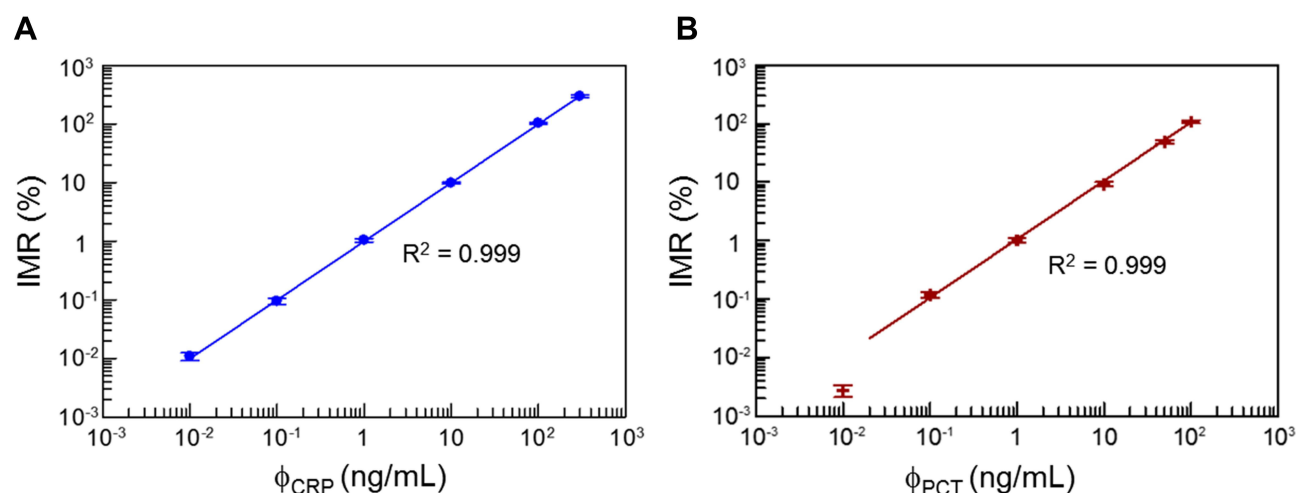 A
IMR (%)
10³
10²
10
1
10⁻¹
10⁻²
10⁻³
R² = 0.999
10⁻³ 10⁻² 10⁻¹ 1 10 10² 10³
ϕCRP (ng/mL)
B
IMR (%)
10³
10²
10
1
10⁻¹
10⁻²
10⁻³
R² = 0.999
10⁻³ 10⁻² 10⁻¹ 1 10 10² 10³
ϕPCT (ng/mL)